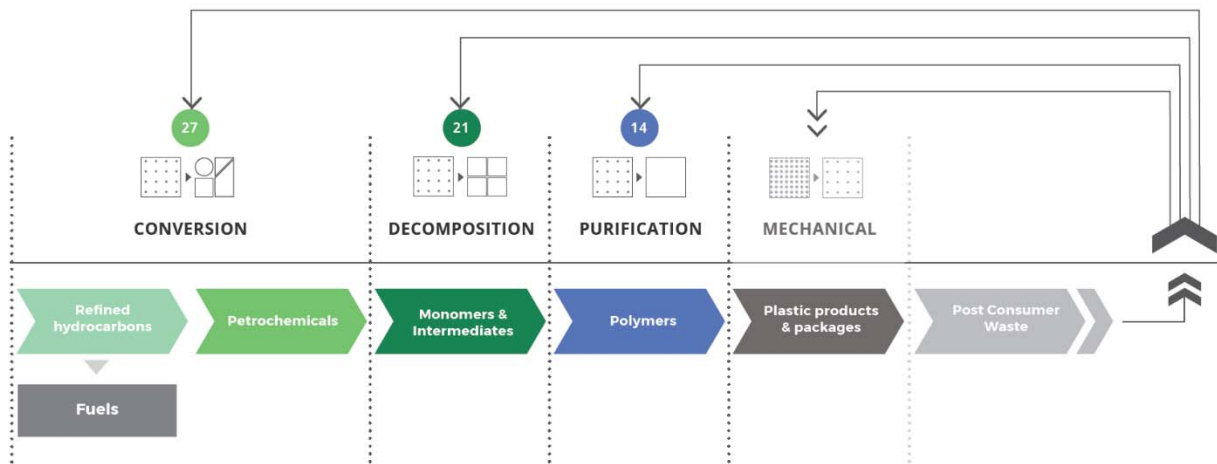 27
21
14
CONVERSION
DECOMPOSITION
PURIFICATION
MECHANICAL
Refined
hydrocarbons
Petrochemicals
Monomers &
Intermediates
Polymers
Plastic products
& packages
Post Consumer
Waste
Fuels